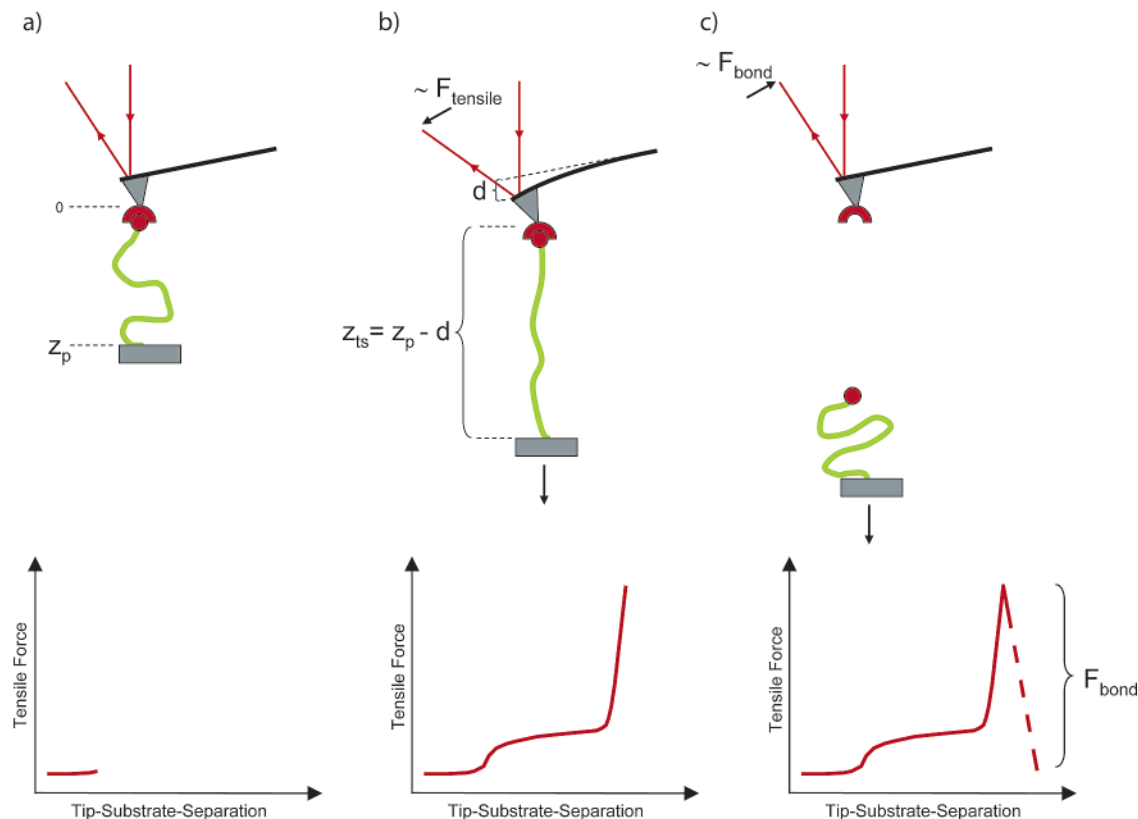 a)
b)
c)
~ F_tensile
~ F_bond
d
0
z_p
z_ts= z_p - d
Tensile Force
Tip-Substrate-Separation
Tensile Force
Tip-Substrate-Separation
Tensile Force
F_bond
Tip-Substrate-Separation